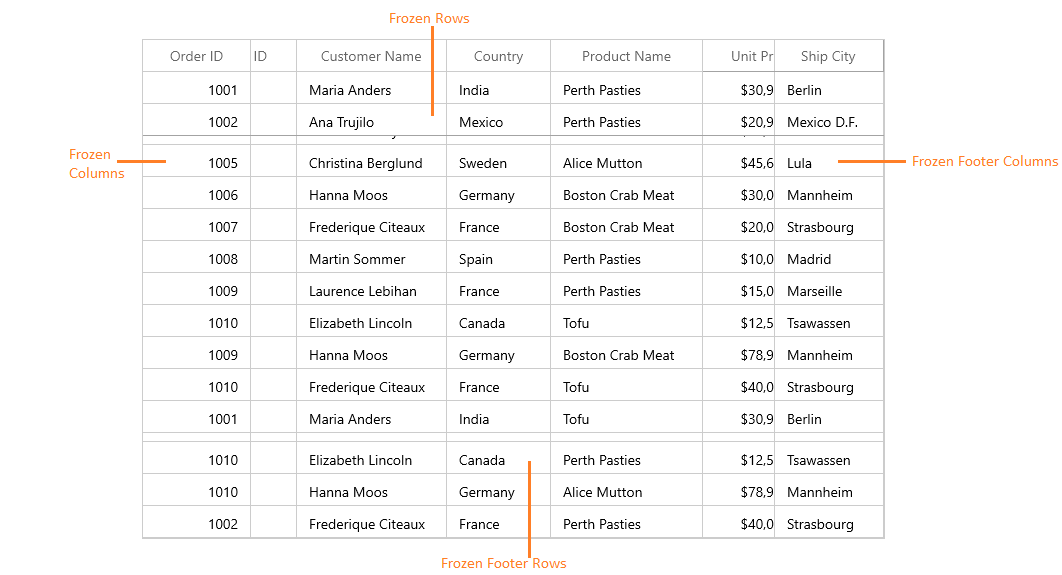 Frozen Rows
Order ID ID Customer Name Country Product Name Unit Pr Ship City
1001 Maria Anders India Perth Pasties $30,9 Berlin
1002 Ana Trujilo Mexico Perth Pasties $20,9 Mexico D.F.
Frozen
Columns
1005 Christina Berglund Sweden Alice Mutton $45,6 Lula
Frozen Footer Columns
1006 Hanna Moos Germany Boston Crab Meat $30,0 Mannheim
1007 Frederique Citeaux France Boston Crab Meat $20,0 Strasbourg
1008 Martin Sommer Spain Perth Pasties $10,0 Madrid
1009 Laurence Lebihan France Perth Pasties $15,0 Marseille
1010 Elizabeth Lincoln Canada Tofu $12,5 Tsawassen
1009 Hanna Moos Germany Boston Crab Meat $78,9 Mannheim
1010 Frederique Citeaux France Tofu $40,0 Strasbourg
1001 Maria Anders India Tofu $30,9 Berlin
1010 Elizabeth Lincoln Canada Perth Pasties $12,5 Tsawassen
1010 Hanna Moos Germany Alice Mutton $78,9 Mannheim
1002 Frederique Citeaux France Perth Pasties $40,0 Strasbourg
Frozen Footer Rows